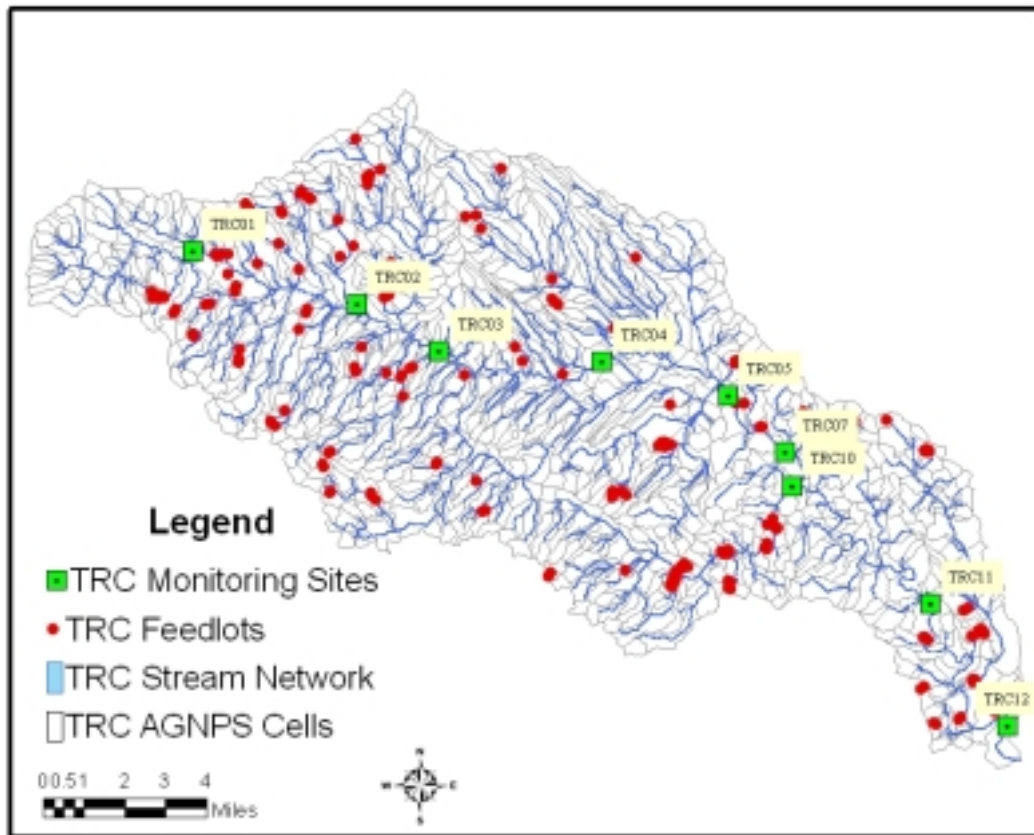 TRC01
TRC02
TRC03
TRC04
TRC05
TRC07
TRC10
TRC11
TRC12
Legend
TRC Monitoring Sites
TRC Feedlots
TRC Stream Network
TRC AGNPS Cells
0 0.5 1 2 3 4
Miles
N
W E
S